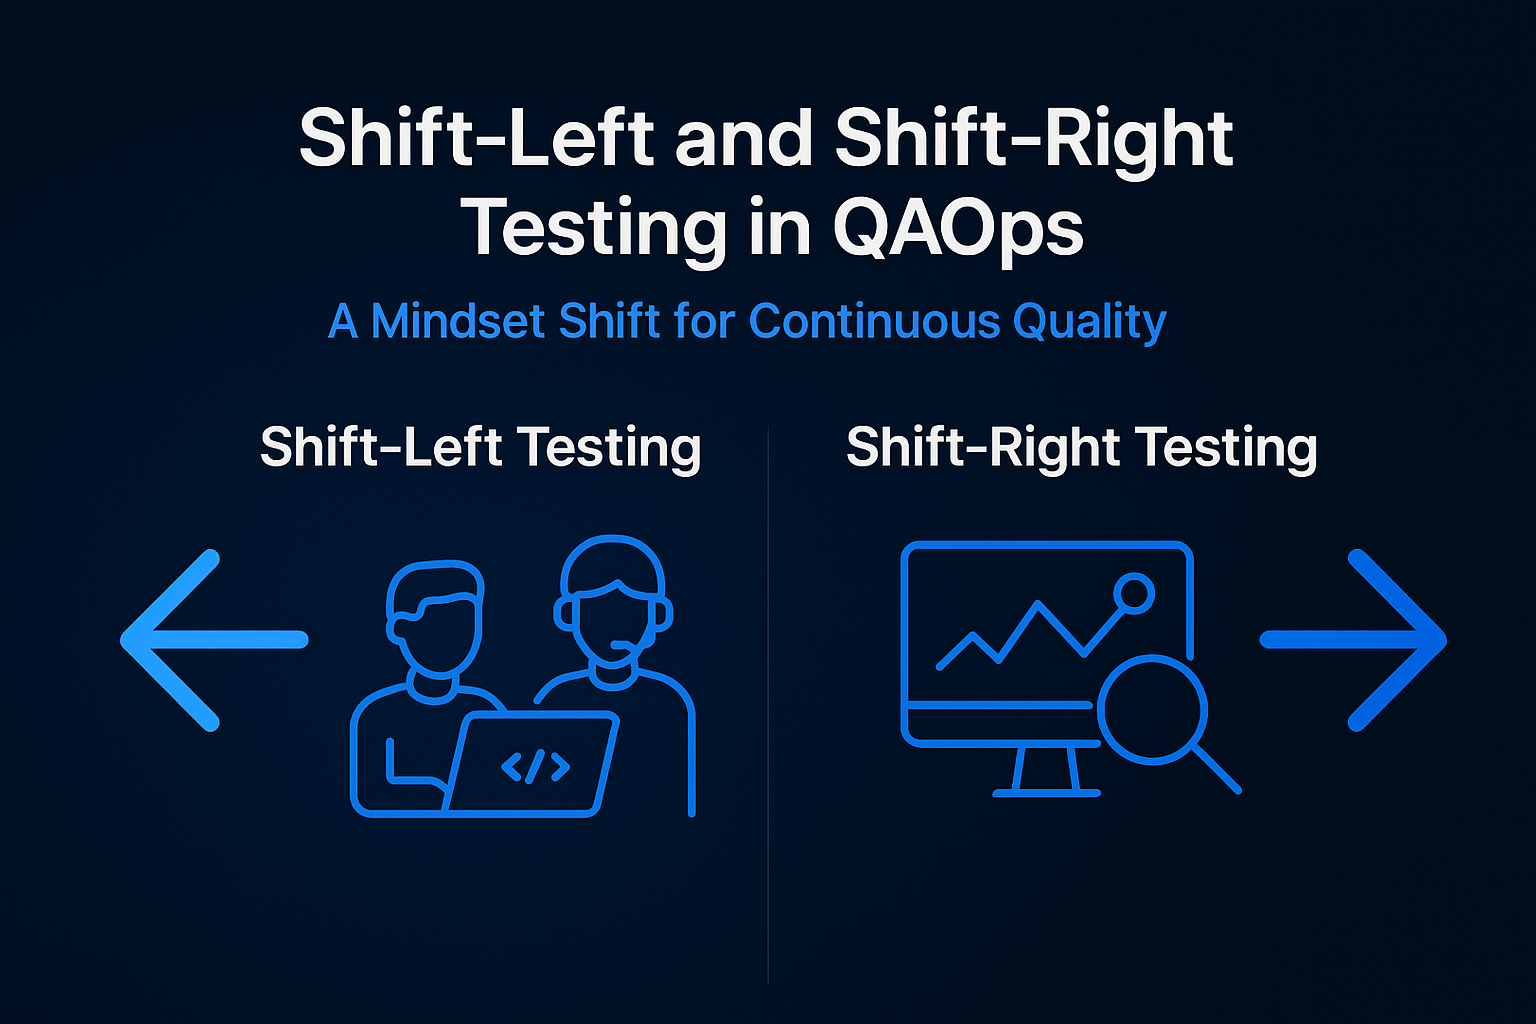 Shift-Left and Shift-Right
Testing in QAOps
A Mindset Shift for Continuous Quality
Shift-Left Testing
Shift-Right Testing
</>